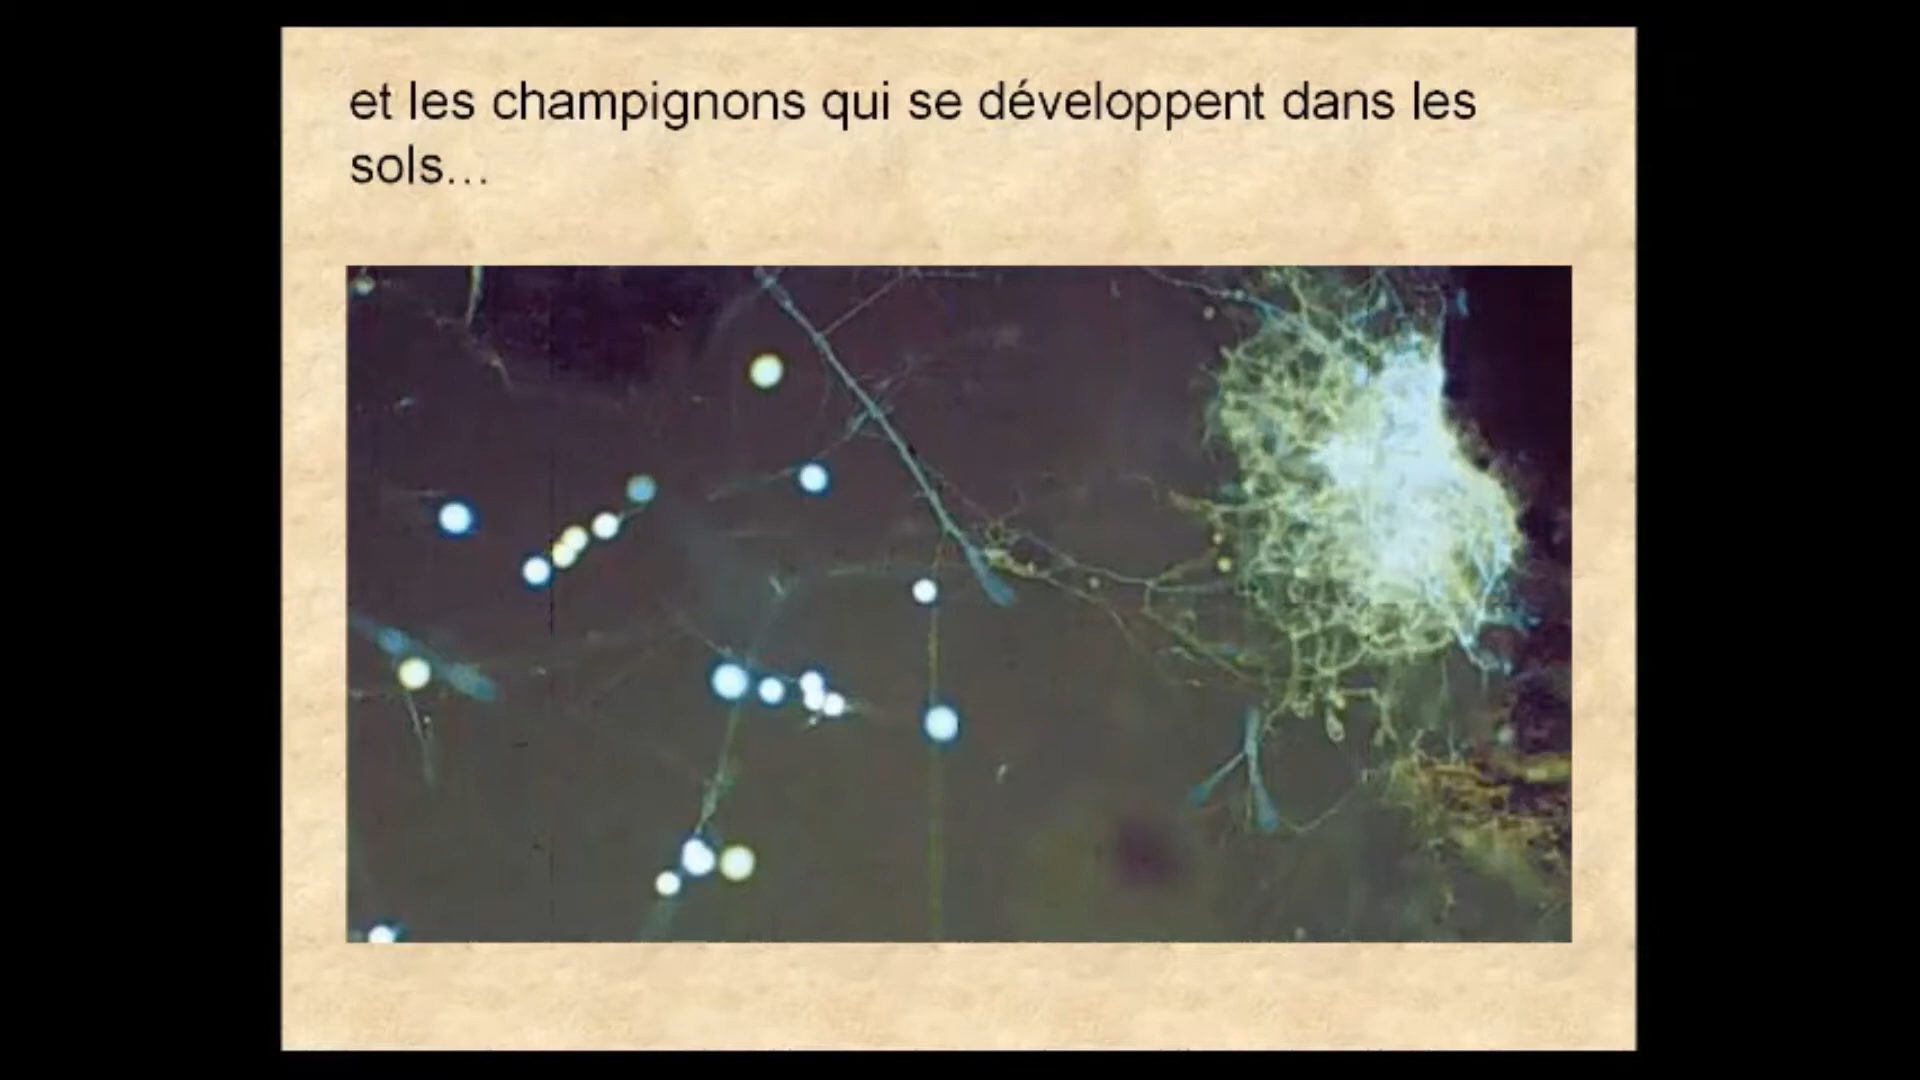 et les champignons qui se développent dans les
sols…